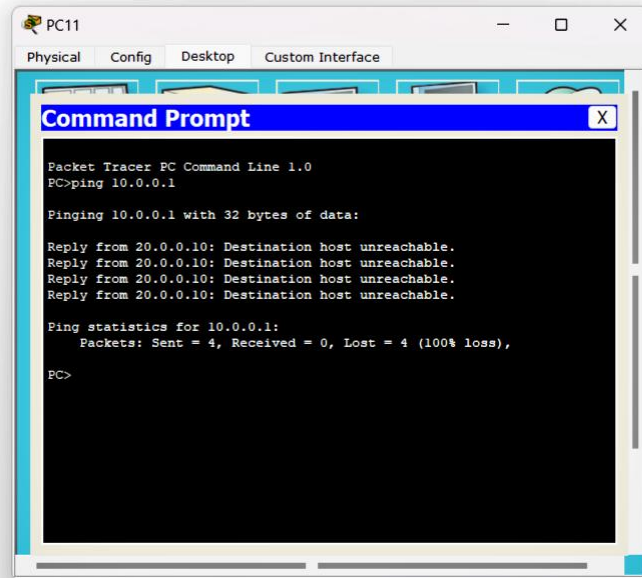 PC11
Physical Config Desktop Custom Interface
Command Prompt X
Packet Tracer PC Command Line 1.0
PC>ping 10.0.0.1
Pinging 10.0.0.1 with 32 bytes of data:
Reply from 20.0.0.10: Destination host unreachable.
Reply from 20.0.0.10: Destination host unreachable.
Reply from 20.0.0.10: Destination host unreachable.
Reply from 20.0.0.10: Destination host unreachable.
Ping statistics for 10.0.0.1:
Packets: Sent = 4, Received = 0, Lost = 4 (100% loss),
PC>